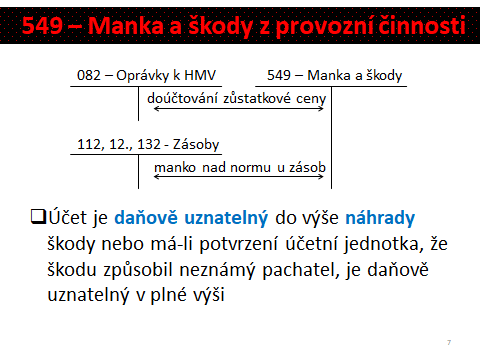 549 – Manka a škody z provozní činnosti
082 – Oprávky k HMV 549 – Manka a škody
doúčtování zůstatkové ceny
112, 12., 132 - Zásoby
manko nad normu u zásob
Účet je daňově uznatelný do výše náhrady
škody nebo má-li potvrzení účetní jednotka, že
škodu způsobil neznámý pachatel, je daňově
uznatelný v plné výši
7